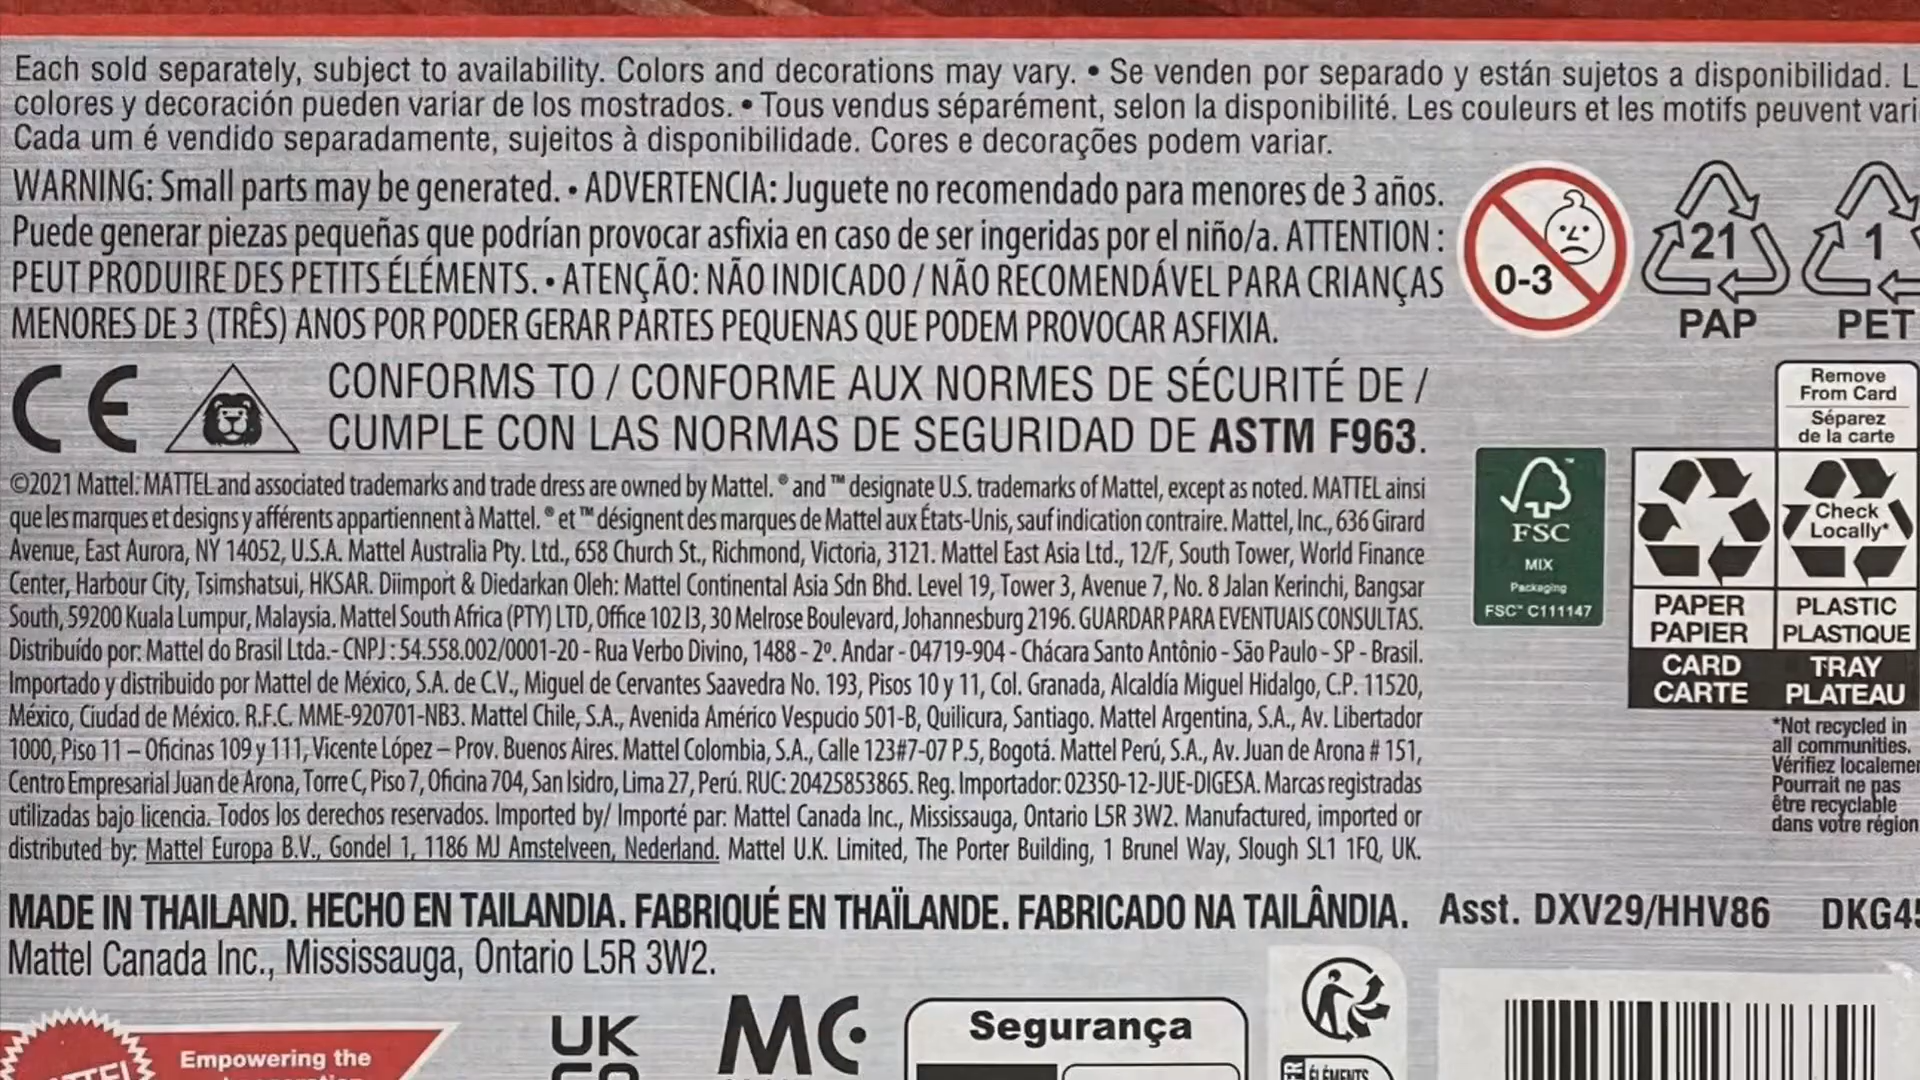 Each sold separately, subject to availability. Colors and decorations may vary. • Se venden por separado y están sujetos a disponibilidad. L
colores y decoración pueden variar de los mostrados. • Tous vendus séparément, selon la disponibilité. Les couleurs et les motifs peuvent vari
Cada um é vendido separadamente, sujeitos à disponibilidade. Cores e decorações podem variar.
WARNING: Small parts may be generated. • ADVERTENCIA: Juguete no recomendado para menores de 3 años.
Puede generar piezas pequeñas que podrían provocar asfixia en caso de ser ingeridas por el niño/a. ATTENTION :
PEUT PRODUIRE DES PETITS ÉLÉMENTS. • ATENÇÃO: NÃO INDICADO / NÃO RECOMENDÁVEL PARA CRIANÇAS
MENORES DE 3 (TRÊS) ANOS POR PODER GERAR PARTES PEQUENAS QUE PODEM PROVOCAR ASFIXIA.
0-3
21
PAP
1
PET
CE
CONFORMS TO / CONFORME AUX NORMES DE SÉCURITÉ DE /
CUMPLE CON LAS NORMAS DE SEGURIDAD DE ASTM F963.
Remove
From Card
Séparez
de la carte
FSC
MIX
Packaging
FSC™ C111147
Check
Locally*
PAPER
PAPIER
CARD
CARTE
PLASTIC
PLASTIQUE
TRAY
PLATEAU
*Not recycled in
all communities.
Vérifiez localemen
Pourrait ne pas
être recyclable
dans votre région
©2021 Mattel. MATTEL and associated trademarks and trade dress are owned by Mattel. ® and ™ designate U.S. trademarks of Mattel, except as noted. MATTEL ainsi
que les marques et designs y afférents appartiennent à Mattel. ® et ™ désignent des marques de Mattel aux États-Unis, sauf indication contraire. Mattel, Inc., 636 Girard
Avenue, East Aurora, NY 14052, U.S.A. Mattel Australia Pty. Ltd., 658 Church St., Richmond, Victoria, 3121. Mattel East Asia Ltd., 12/F, South Tower, World Finance
Center, Harbour City, Tsimshatsui, HKSAR. Diimport & Diedarkan Oleh: Mattel Continental Asia Sdn Bhd. Level 19, Tower 3, Avenue 7, No. 8 Jalan Kerinchi, Bangsar
South, 59200 Kuala Lumpur, Malaysia. Mattel South Africa (PTY) LTD, Office 102 I3, 30 Melrose Boulevard, Johannesburg 2196. GUARDAR PARA EVENTUAIS CONSULTAS.
Distribuído por: Mattel do Brasil Ltda.- CNPJ : 54.558.002/0001-20 - Rua Verbo Divino, 1488 - 2º. Andar - 04719-904 - Chácara Santo Antônio - São Paulo - SP - Brasil.
Importado y distribuido por Mattel de México, S.A. de C.V., Miguel de Cervantes Saavedra No. 193, Pisos 10 y 11, Col. Granada, Alcaldía Miguel Hidalgo, C.P. 11520,
México, Ciudad de México. R.F.C. MME-920701-NB3. Mattel Chile, S.A., Avenida Américo Vespucio 501-B, Quilicura, Santiago. Mattel Argentina, S.A., Av. Libertador
1000, Piso 11 – Oficinas 109 y 111, Vicente López – Prov. Buenos Aires. Mattel Colombia, S.A., Calle 123#7-07 P.5, Bogotá. Mattel Perú, S.A., Av. Juan de Arona # 151,
Centro Empresarial Juan de Arona, Torre C, Piso 7, Oficina 704, San Isidro, Lima 27, Perú. RUC: 20425853865. Reg. Importador: 02350-12-JUE-DIGESA. Marcas registradas
utilizadas bajo licencia. Todos los derechos reservados. Imported by/ Importé par: Mattel Canada Inc., Mississauga, Ontario L5R 3W2. Manufactured, imported or
distributed by: Mattel Europa B.V., Gondel 1, 1186 MJ Amstelveen, Nederland. Mattel U.K. Limited, The Porter Building, 1 Brunel Way, Slough SL1 1FQ, UK.
MADE IN THAILAND. HECHO EN TAILANDIA. FABRIQUÉ EN THAÏLANDE. FABRICADO NA TAILÂNDIA. Asst. DXV29/HHV86 DKG45
Mattel Canada Inc., Mississauga, Ontario L5R 3W2.
Empowering the
UK
MC
Segurança
FR
ÉLÉMENTS